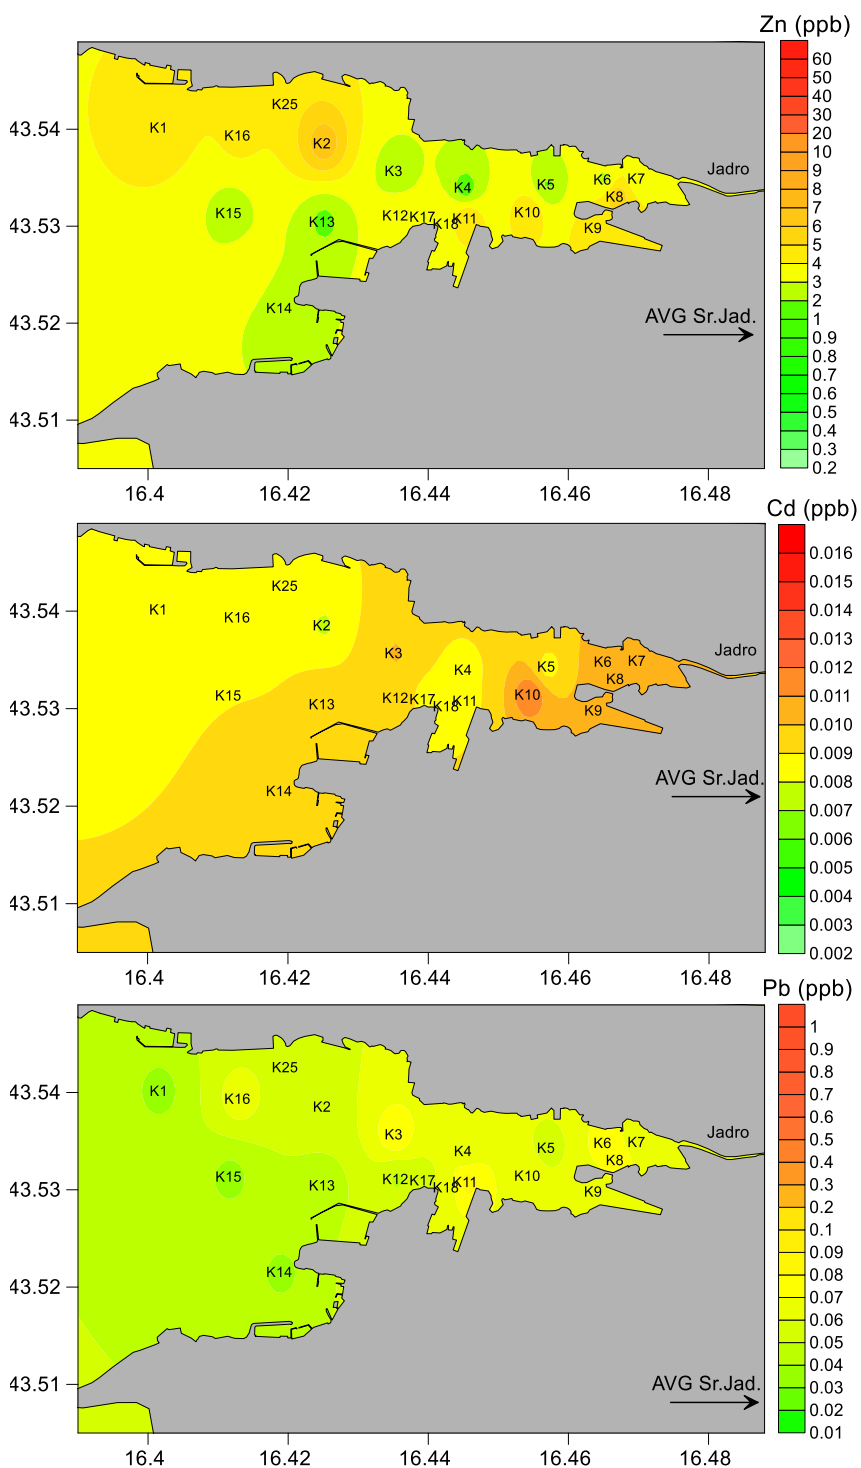 Zn (ppb)
60
50
40
30
20
10
9
8
7
6
5
4
3
2
1
0.9
0.8
0.7
0.6
0.5
0.4
0.3
0.2
43.54
43.53
43.52
43.51
K25
K1
K16
K2
K3
K4
K5
K6
K7
K8
Jadro
K15
K13
K12
K17
K18
K11
K10
K9
K14
AVG Sr.Jad.
16.4
16.42
16.44
16.46
16.48
Cd (ppb)
0.016
0.015
0.014
0.013
0.012
0.011
0.010
0.009
0.008
0.007
0.006
0.005
0.004
0.003
0.002
43.54
43.53
43.52
43.51
K25
K1
K16
K2
K3
K4
K5
K6
K7
K8
Jadro
K15
K13
K12
K17
K18
K11
K10
K9
K14
AVG Sr.Jad.
16.4
16.42
16.44
16.46
16.48
Pb (ppb)
1
0.9
0.8
0.7
0.6
0.5
0.4
0.3
0.2
0.1
0.09
0.08
0.07
0.06
0.05
0.04
0.03
0.02
0.01
43.54
43.53
43.52
43.51
K25
K1
K16
K2
K3
K4
K5
K6
K7
K8
Jadro
K15
K13
K12
K17
K18
K11
K10
K9
K14
AVG Sr.Jad.
16.4
16.42
16.44
16.46
16.48